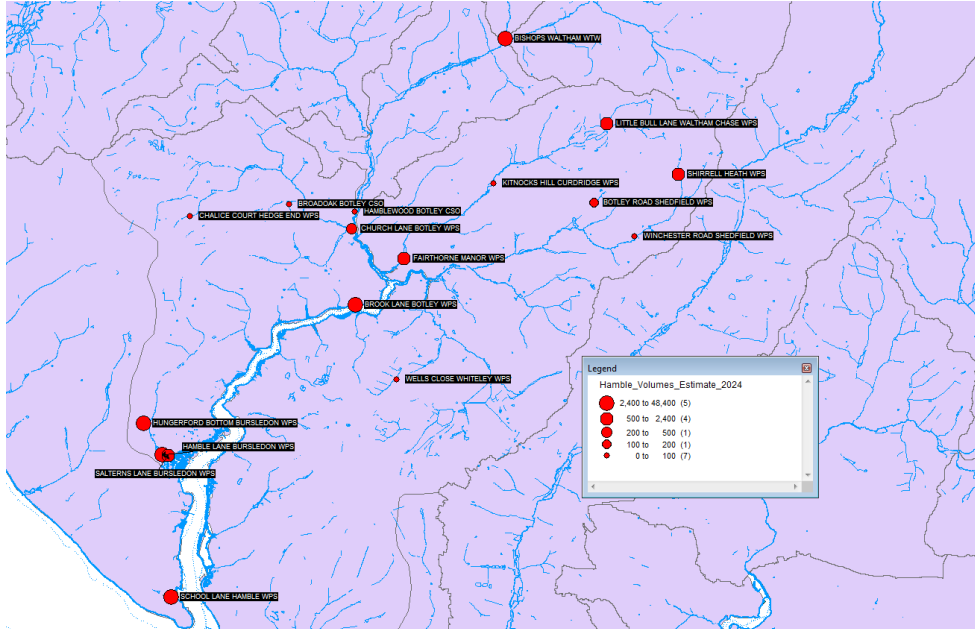 BISHOPS WALTHAM WTW
LITTLE BULL LANE WALTHAM CHASE WPS
SHIRRELL HEATH WPS
KITNOCKS HILL CURDRIDGE WPS
BROADOAK BOTLEY CSO
BOTLEY ROAD SHEDFIELD WPS
HAMBLEWOOD BOTLEY CSO
CHALICE COURT HEDGE END WPS
CHURCH LANE BOTLEY WPS
WINCHESTER ROAD SHEDFIELD WPS
FAIRTHORNE MANOR WPS
BROOK LANE BOTLEY WPS
WELLS CLOSE WHITELEY WPS
HUNGERFORD BOTTOM BURSLEDON WPS
HAMBLE LANE BURSLEDON WPS
SALTERNS LANE BURSLEDON WPS
SCHOOL LANE HAMBLE WPS
Legend
Hamble_Volumes_Estimate_2024
2,400 to 48,400 (5)
500 to 2,400 (4)
200 to 500 (1)
100 to 200 (1)
0 to 100 (7)